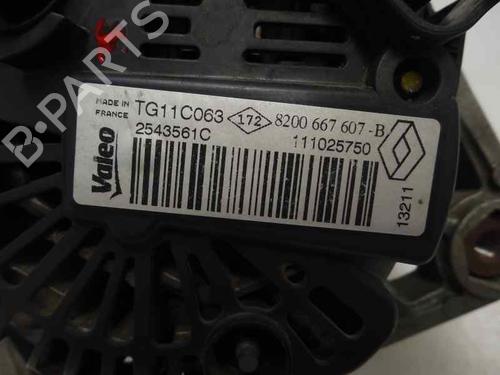 B-PARTS
MADE IN FRANCE TG11C063 172 8200 667 607-B
2543561C 111025750
Valeo
13211